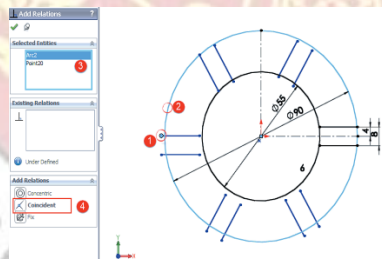 Add Relations ?
Selected Entities
Arc2
Point20
3
Existing Relations
Under Defined
Add Relations
Concentric
Coincident
4
Fix
2
1
Ø55
Ø90
6
4
8
Y
X